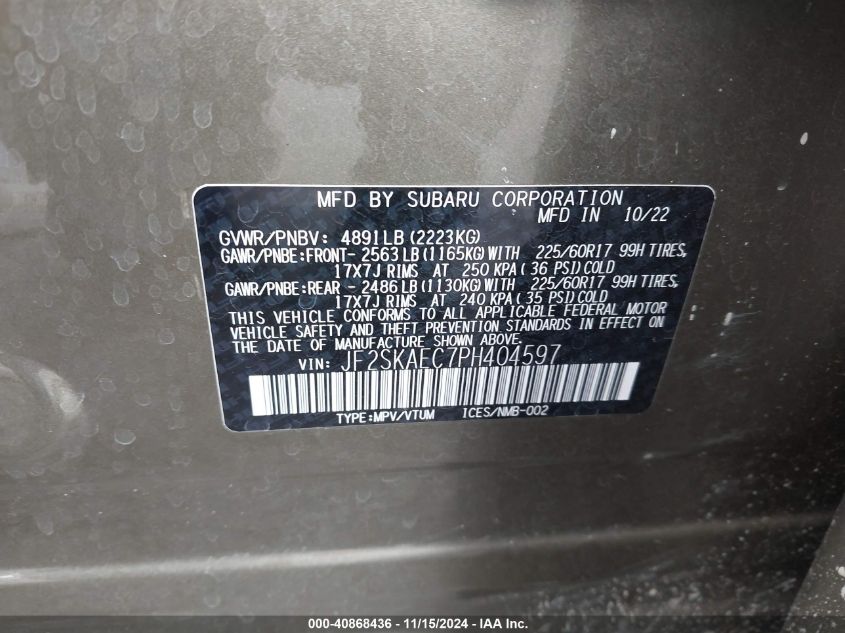 MFD BY SUBARU CORPORATION
MFD IN 10/22
GVWR/PNBV: 4891LB(2223KG)
GAWR/PNBE:FRONT- 2563LB(1165KG)WITH 225/60R17 99H TIRES,
17X7J RIMS AT 250 KPA( 36 PSI)COLD
GAWR/PNBE:REAR - 2486LB(1130KG)WITH 225/60R17 99H TIRES,
17X7J RIMS AT 240 KPA( 35 PSI)COLD
THIS VEHICLE CONFORMS TO ALL APPLICABLE FEDERAL MOTOR
VEHICLE SAFETY AND THEFT PREVENTION STANDARDS IN EFFECT ON
THE DATE OF MANUFACTURE SHOWN ABOVE.
VIN: JF2SKAEC7PH404597
TYPE:MPV/VTUM ICES/NMB-002
000-40868436 - 11/15/2024 - IAA Inc.